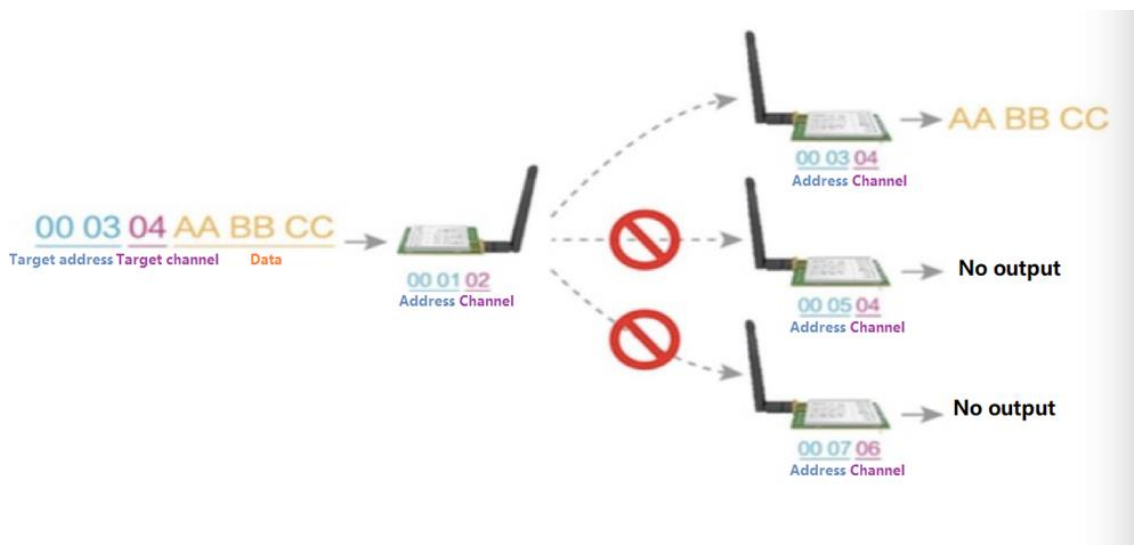 00 03 04 AA BB CC
Target address Target channel Data
00 01 02
Address Channel
AA BB CC
00 03 04
Address Channel
No output
00 05 04
Address Channel
No output
00 07 06
Address Channel